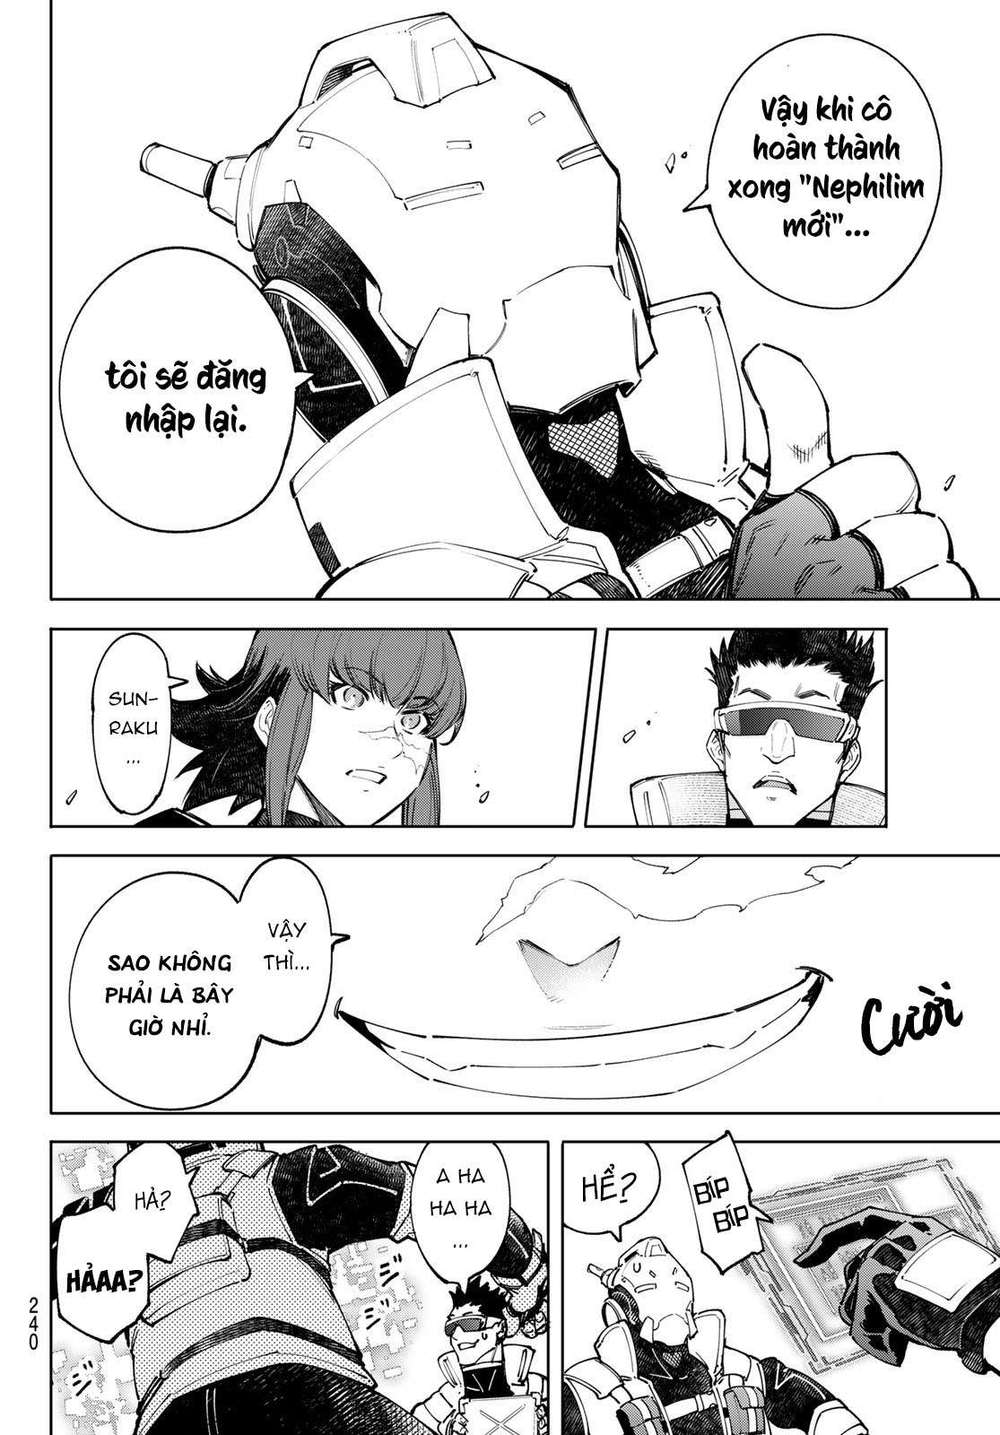 Vậy khi cô
hoàn thành
xong "Nephilim
mới"...
tôi sẽ đăng
nhập lại.
SUN-
RAKU
...
VẬY
THÌ...
SAO KHÔNG
PHẢI LÀ BÂY
GIỜ NHỈ.
Cười
BÍP
BÍP
HỂ?
A HA
HA HA
...
HẢ?
HẢAA?
240